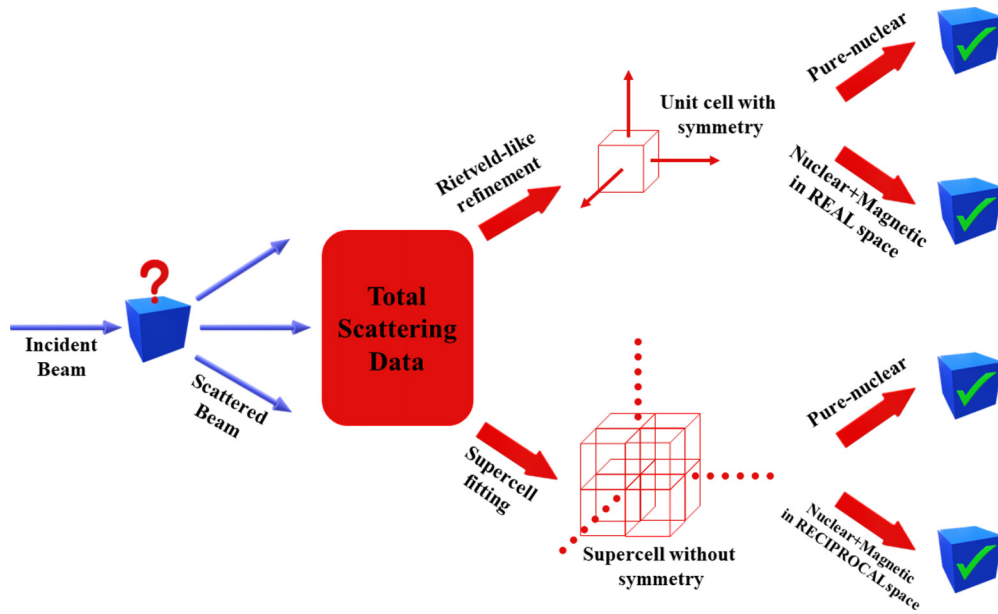 Incident
Beam
?
Scattered
Beam
Total
Scattering
Data
Rietveld-like
refinement
Unit cell with
symmetry
Pure-nuclear
Nuclear+Magnetic
in REAL space
Supercell
fitting
Supercell without
symmetry
Pure-nuclear
Nuclear+Magnetic
in RECIPROCAL space